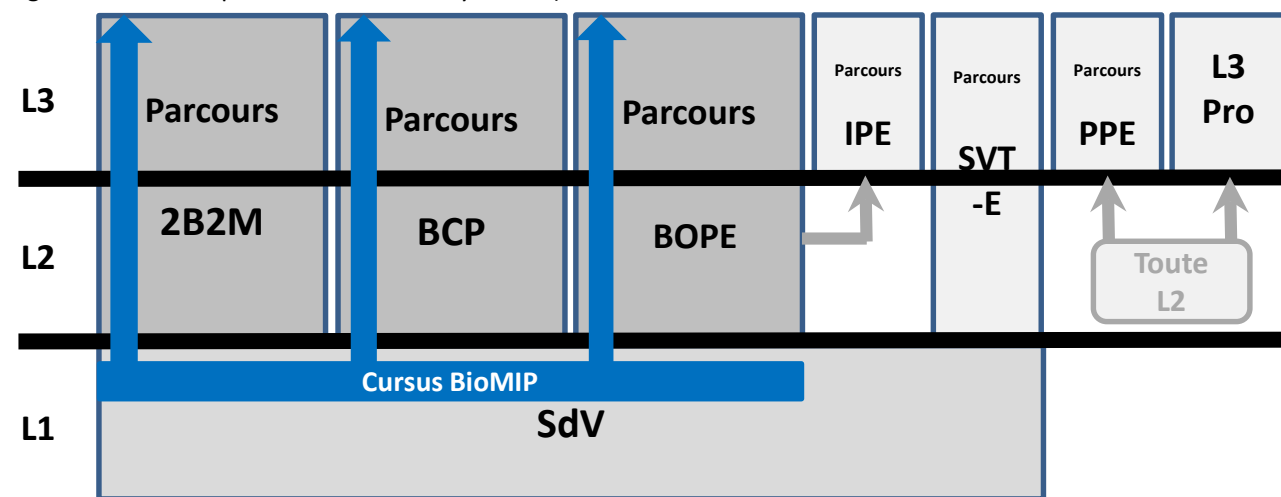 L3
Parcours
Parcours
Parcours
Parcours
IPE
Parcours
SVT
-E
Parcours
PPE
L3
Pro
L2
2B2M
BCP
BOPE
Toute
L2
Cursus BioMIP
L1
SdV